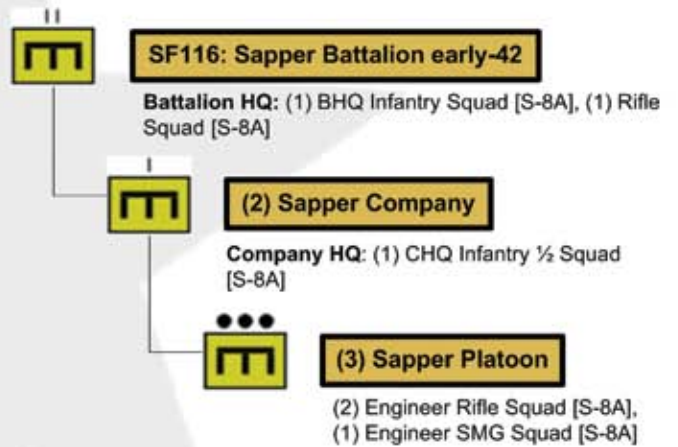 SF116: Sapper Battalion early-42
Battalion HQ: (1) BHQ Infantry Squad [S-8A], (1) Rifle
Squad [S-8A]
(2) Sapper Company
Company HQ: (1) CHQ Infantry ½ Squad
[S-8A]
(3) Sapper Platoon
(2) Engineer Rifle Squad [S-8A],
(1) Engineer SMG Squad [S-8A]